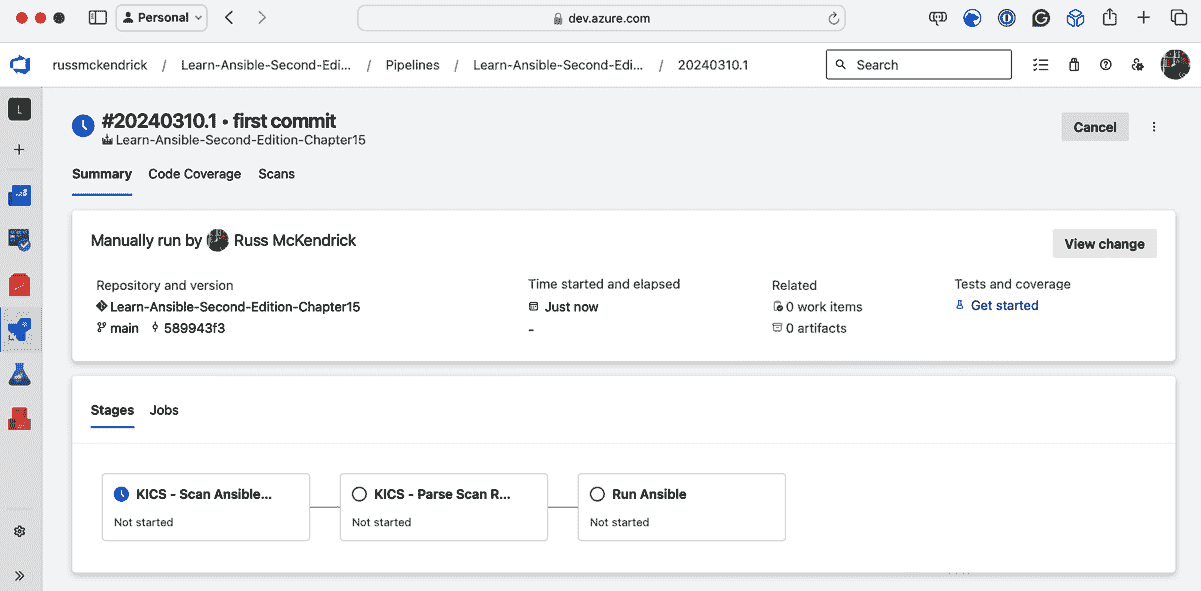 Personal
dev.azure.com
russmckendrick / Learn-Ansible-Second-Edi... / Pipelines / Learn-Ansible-Second-Edi... / 20240310.1
Search
L
#20240310.1 • first commit
Cancel
Learn-Ansible-Second-Edition-Chapter15
Summary Code Coverage Scans
Manually run by Russ McKendrick
View change
Repository and version
Learn-Ansible-Second-Edition-Chapter15
main 589943f3
Time started and elapsed
Just now
-
Related
0 work items
0 artifacts
Tests and coverage
Get started
Stages Jobs
KICS - Scan Ansible...
Not started
KICS - Parse Scan R...
Not started
Run Ansible
Not started